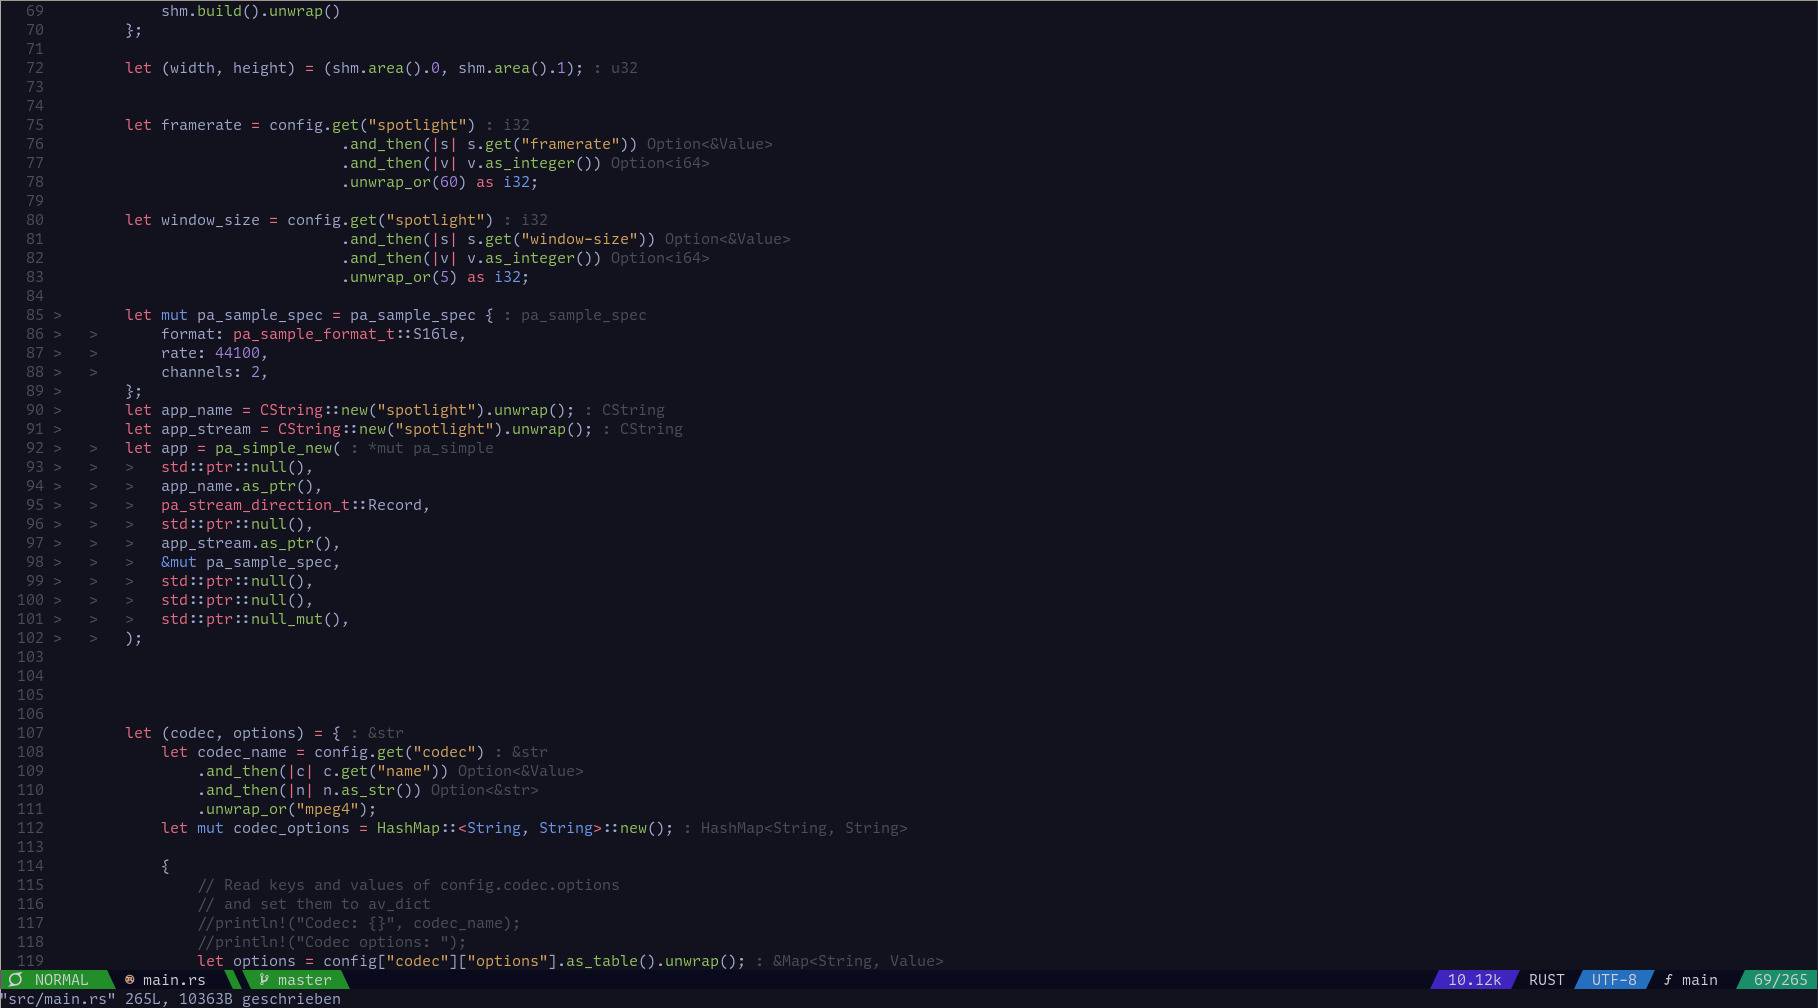 69             shm.build().unwrap()
70         };
71
72         let (width, height) = (shm.area().0, shm.area().1); : u32
73
74
75         let framerate = config.get("spotlight") : i32
76                                 .and_then(|s| s.get("framerate")) Option<&Value>
77                                 .and_then(|v| v.as_integer()) Option<i64>
78                                 .unwrap_or(60) as i32;
79
80         let window_size = config.get("spotlight") : i32
81                                 .and_then(|s| s.get("window-size")) Option<&Value>
82                                 .and_then(|v| v.as_integer()) Option<i64>
83                                 .unwrap_or(5) as i32;
84
85 >       let mut pa_sample_spec = pa_sample_spec { : pa_sample_spec
86 >   >       format: pa_sample_format_t::S16le,
87 >   >       rate: 44100,
88 >   >       channels: 2,
89 >       };
90 >       let app_name = CString::new("spotlight").unwrap(); : CString
91 >       let app_stream = CString::new("spotlight").unwrap(); : CString
92 >   >   let app = pa_simple_new( : *mut pa_simple
93 >   >   >   std::ptr::null(),
94 >   >   >   app_name.as_ptr(),
95 >   >   >   pa_stream_direction_t::Record,
96 >   >   >   std::ptr::null(),
97 >   >   >   app_stream.as_ptr(),
98 >   >   >   &mut pa_sample_spec,
99 >   >   >   std::ptr::null(),
100 >   >   >   std::ptr::null(),
101 >   >   >   std::ptr::null_mut(),
102 >   >   );
103
104
105
106
107         let (codec, options) = { : &str
108             let codec_name = config.get("codec") : &str
109                 .and_then(|c| c.get("name")) Option<&Value>
110                 .and_then(|n| n.as_str()) Option<&str>
111                 .unwrap_or("mpeg4");
112             let mut codec_options = HashMap::<String, String>::new(); : HashMap<String, String>
113
114             {
115                 // Read keys and values of config.codec.options
116                 // and set them to av_dict
117                 //println!("Codec: {}", codec_name);
118                 //println!("Codec options: ");
119                 let options = config["codec"]["options"].as_table().unwrap(); : &Map<String, Value>
NORMAL main.rs master 10.12k RUST UTF-8 ƒ main 69/265
"src/main.rs" 265L, 10363B geschrieben